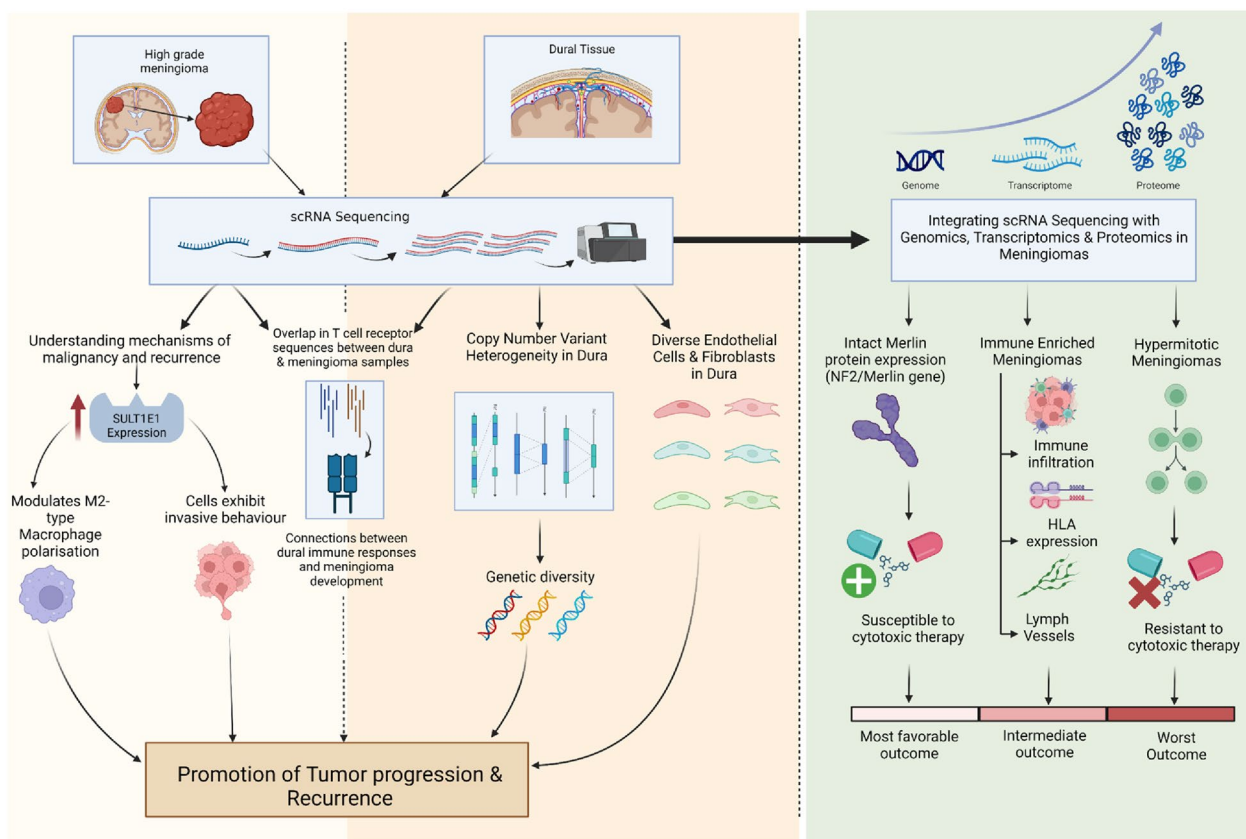 High grade
meningioma
Dural Tissue
scRNA Sequencing
Understanding mechanisms of
malignancy and recurrence
SULT1E1
Expression
Modulates M2-
type
Macrophage
polarisation
Cells exhibit
invasive behaviour
Overlap in T cell receptor
sequences between dura
& meningioma samples
Connections between
dural immune responses
and meningioma
development
Copy Number Variant
Heterogeneity in Dura
Genetic diversity
Diverse Endothelial
Cells & Fibroblasts
in Dura
Promotion of Tumor progression &
Recurrence
Genome
Transcriptome
Proteome
Integrating scRNA Sequencing with
Genomics, Transcriptomics & Proteomics in
Meningiomas
Intact Merlin
protein expression
(NF2/Merlin gene)
Susceptible to
cytotoxic therapy
Immune Enriched
Meningiomas
Immune
infiltration
HLA
expression
Lymph
Vessels
Hypermitotic
Meningiomas
Resistant to
cytotoxic therapy
Most favorable
outcome
Intermediate
outcome
Worst
Outcome